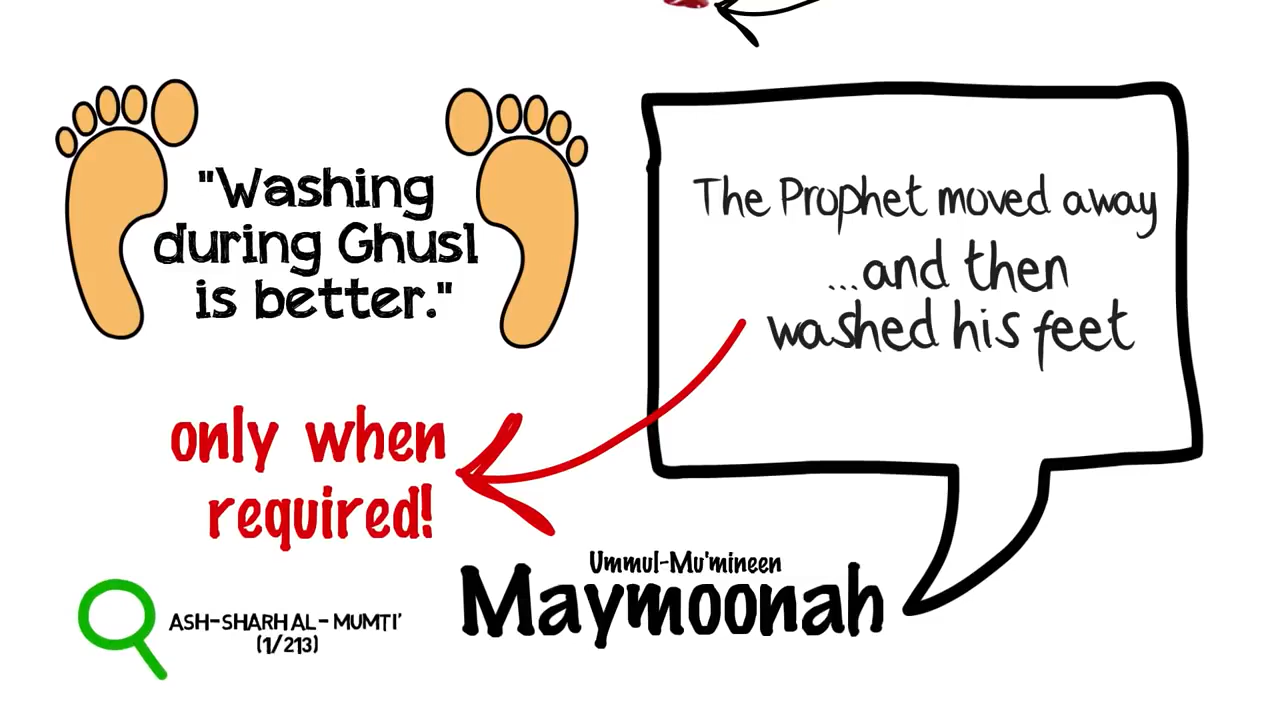 "Washing
during Ghusl
is better."
The Prophet moved away
...and then
washed his feet
only when
required!
Ummul-Mu'mineen
Maymoonah
ASH-SHARH AL-MUMTI'
(1/213)